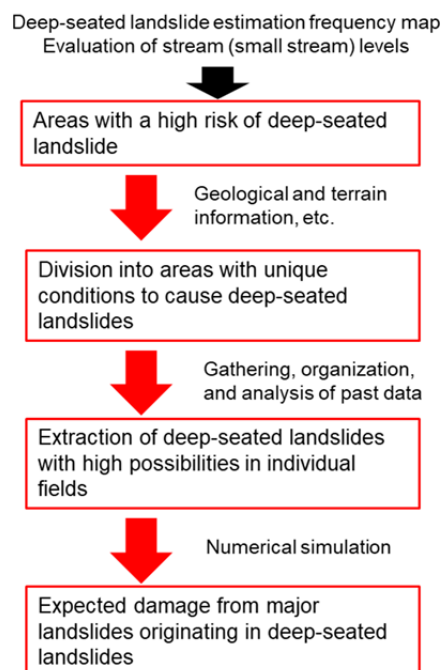 Deep-seated landslide estimation frequency map
Evaluation of stream (small stream) levels
Areas with a high risk of deep-seated
landslide
Geological and terrain
information, etc.
Division into areas with unique
conditions to cause deep-seated
landslides
Gathering, organization,
and analysis of past data
Extraction of deep-seated landslides
with high possibilities in individual
fields
Numerical simulation
Expected damage from major
landslides originating in deep-seated
landslides